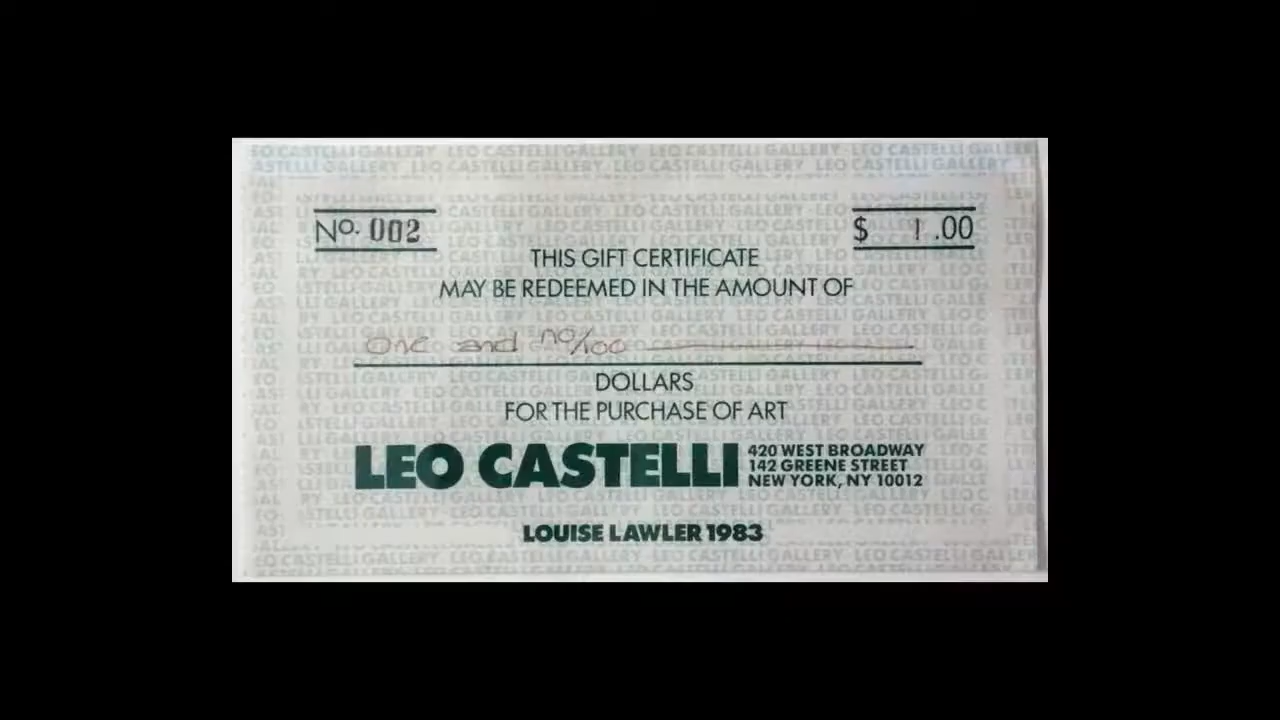 No. 002
$ 1.00
THIS GIFT CERTIFICATE
MAY BE REDEEMED IN THE AMOUNT OF
One and no/100
DOLLARS
FOR THE PURCHASE OF ART
LEO CASTELLI
420 WEST BROADWAY
142 GREENE STREET
NEW YORK, NY 10012
LOUISE LAWLER 1983